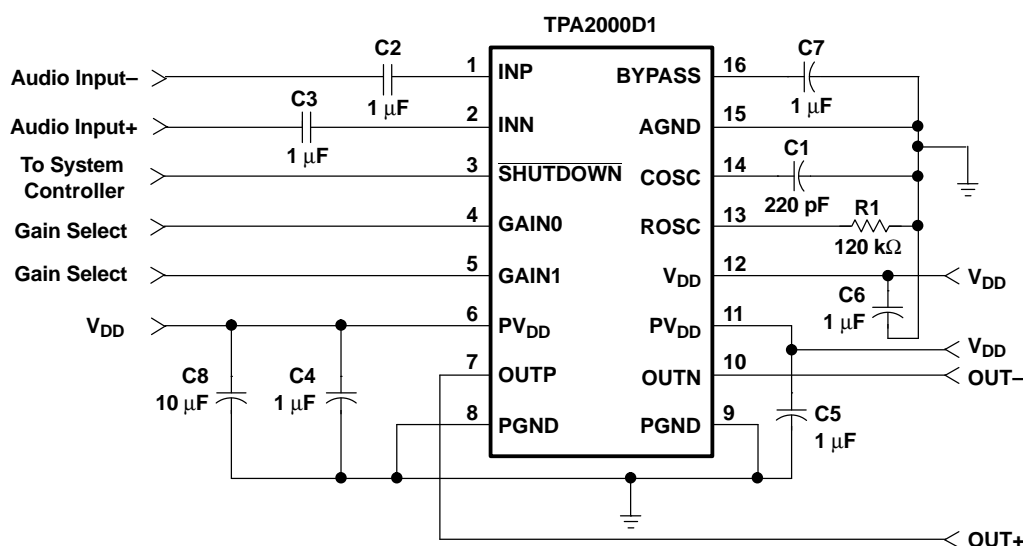 TPA2000D1
C2
1 μF
C3
1 μF
Audio Input–
Audio Input+
To System
Controller
Gain Select
Gain Select
VDD
C8
10 μF
C4
1 μF
1
INP
2
INN
3
SHUTDOWN
4
GAIN0
5
GAIN1
6
PVDD
7
OUTP
8
PGND
16
BYPASS
15
AGND
14
COSC
13
ROSC
12
VDD
11
PVDD
10
OUTN
9
PGND
C7
1 μF
C1
220 pF
R1
120 kΩ
C6
1 μF
VDD
VDD
OUT–
C5
1 μF
OUT+